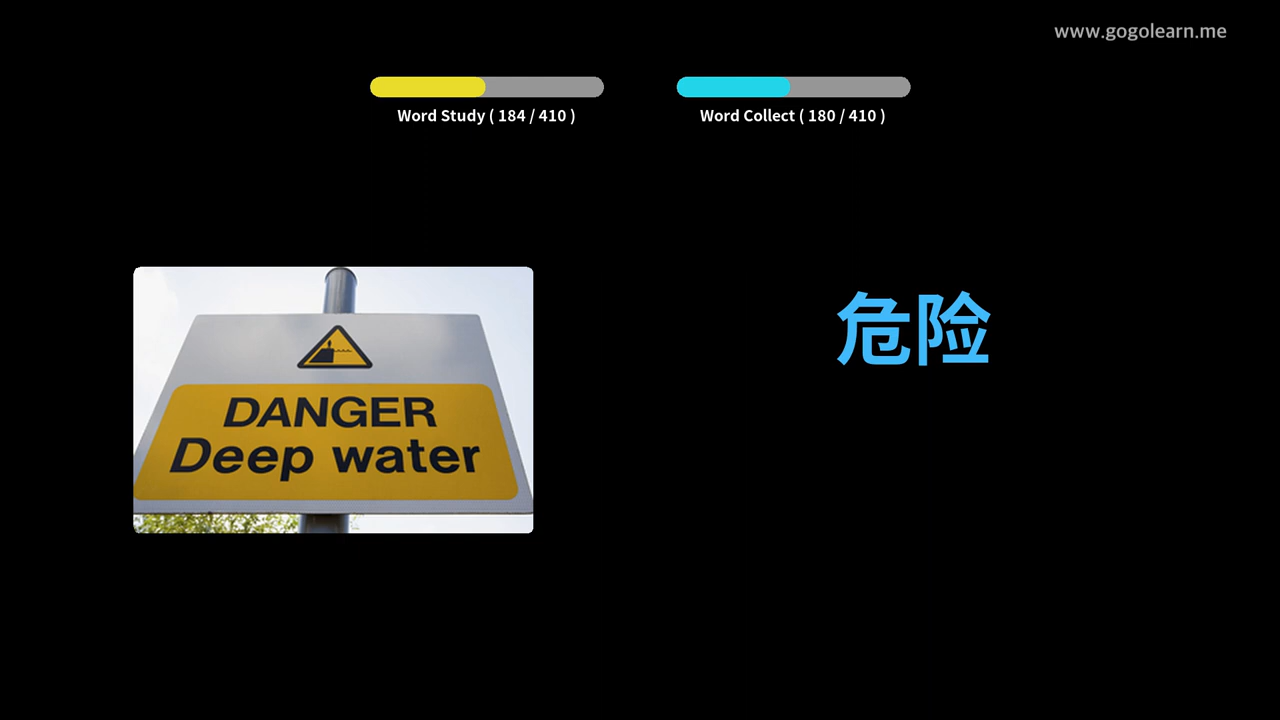 www.gogolearn.me
Word Study ( 184 / 410 )
Word Collect ( 180 / 410 )
DANGER
Deep water
危险